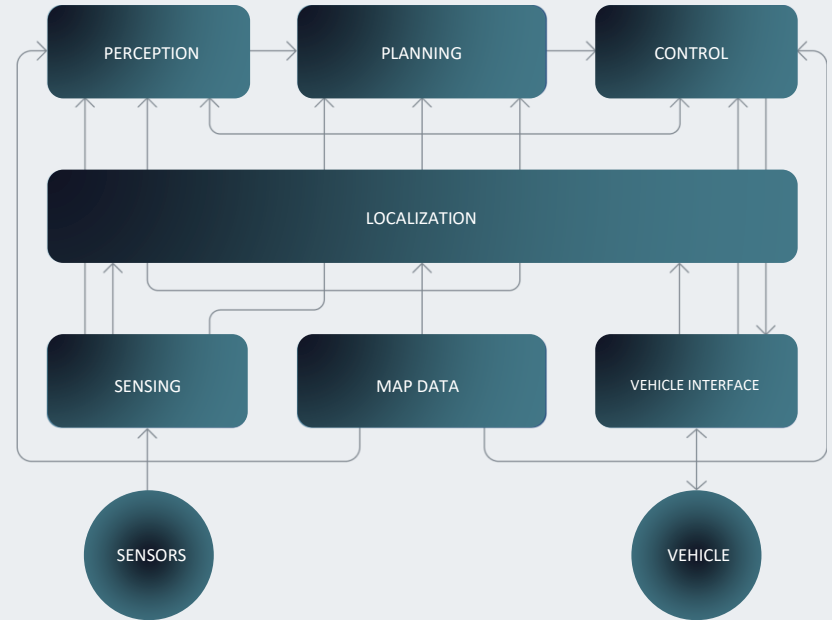 PERCEPTION
PLANNING
CONTROL
LOCALIZATION
SENSING
MAP DATA
VEHICLE INTERFACE
SENSORS
VEHICLE